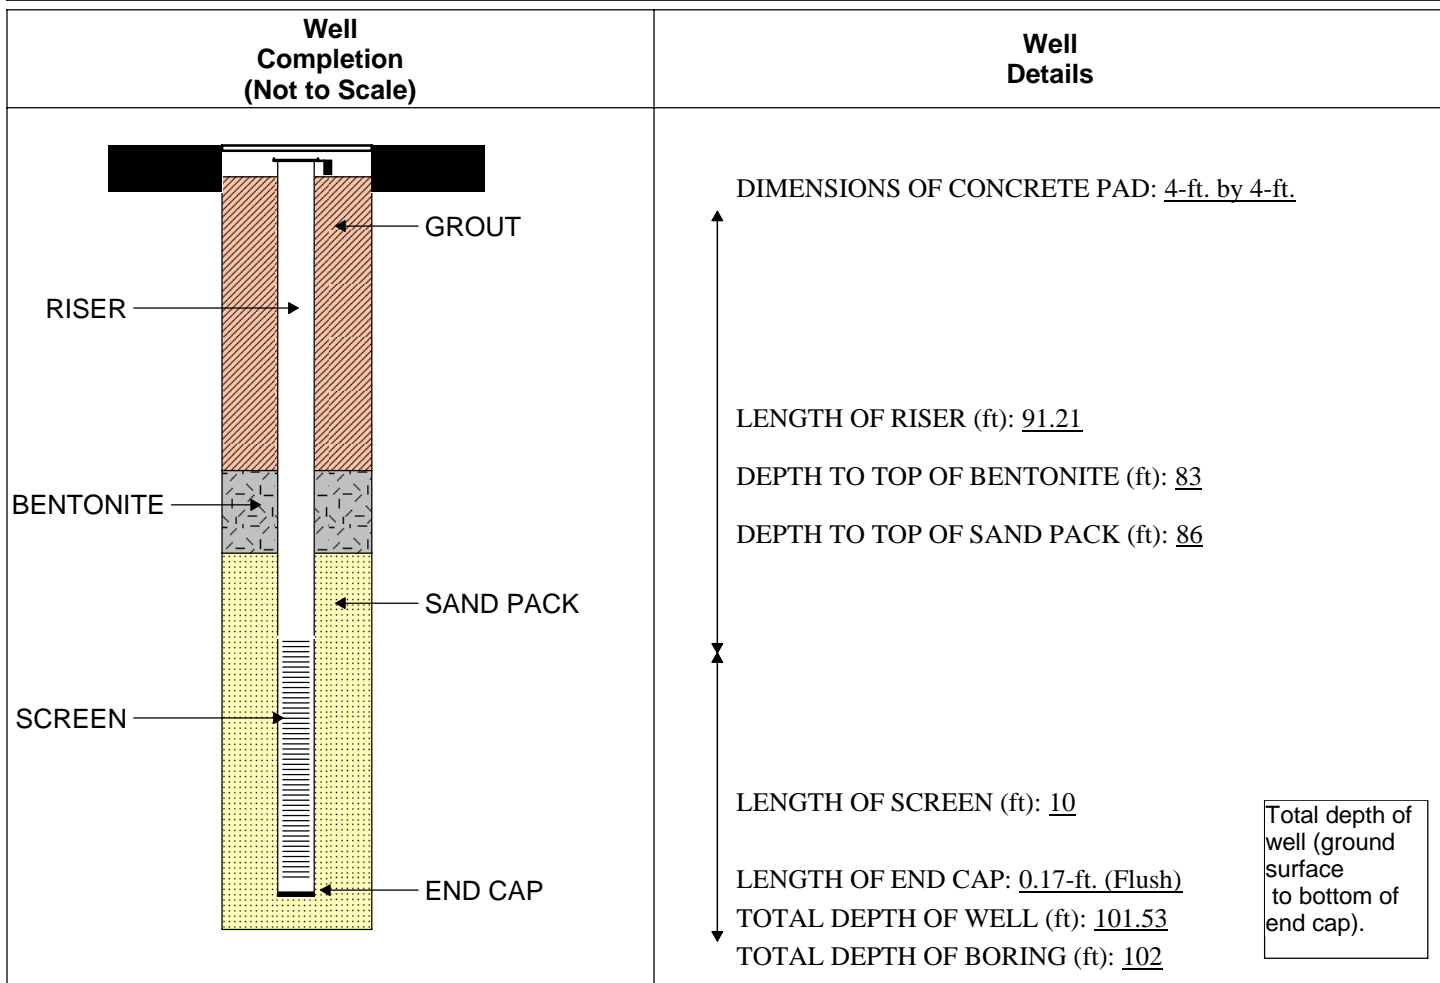 Well
Completion
(Not to Scale)
Well
Details
GROUT
RISER
BENTONITE
SAND PACK
SCREEN
END CAP
DIMENSIONS OF CONCRETE PAD: 4-ft. by 4-ft.
LENGTH OF RISER (ft): 91.21
DEPTH TO TOP OF BENTONITE (ft): 83
DEPTH TO TOP OF SAND PACK (ft): 86
LENGTH OF SCREEN (ft): 10
LENGTH OF END CAP: 0.17-ft. (Flush)
TOTAL DEPTH OF WELL (ft): 101.53
TOTAL DEPTH OF BORING (ft): 102
Total depth of
well (ground
surface
to bottom of
end cap).